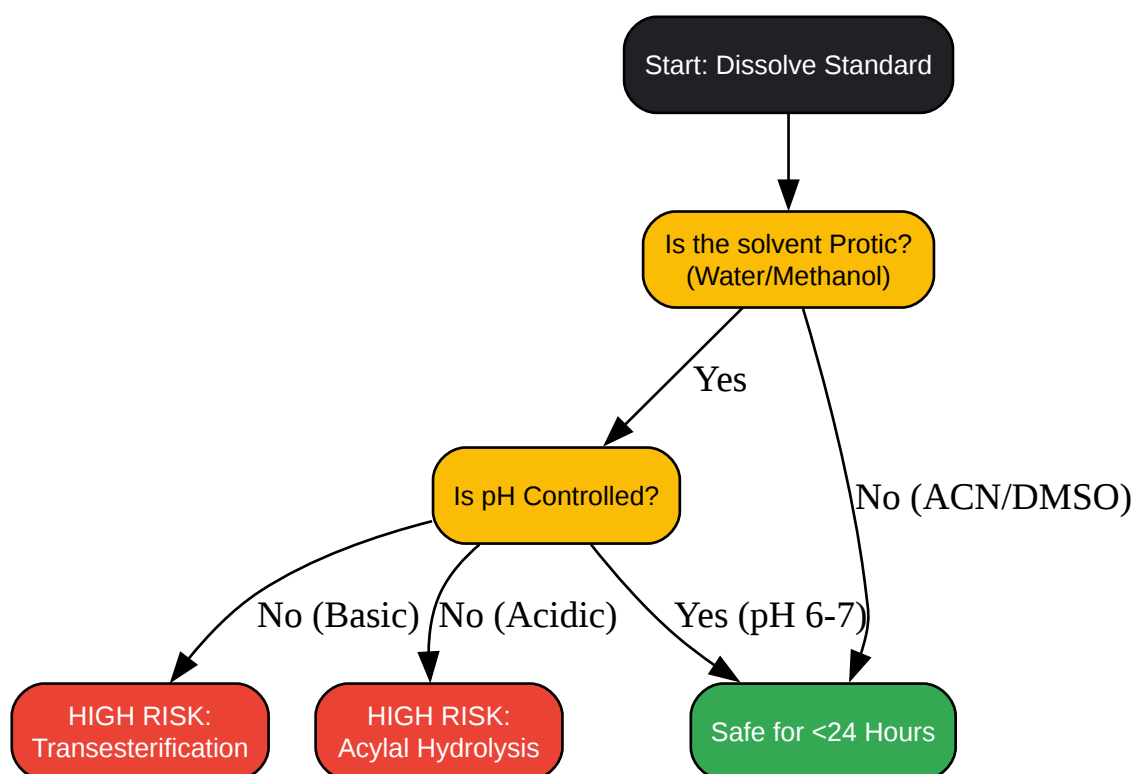 Start: Dissolve Standard
Is the solvent Protic?
(Water/Methanol)
Yes
No (ACN/DMSO)
Is pH Controlled?
No (Basic)
No (Acidic)
Yes (pH 6-7)
HIGH RISK:
Transesterification
HIGH RISK:
Acylal Hydrolysis
Safe for <24 Hours